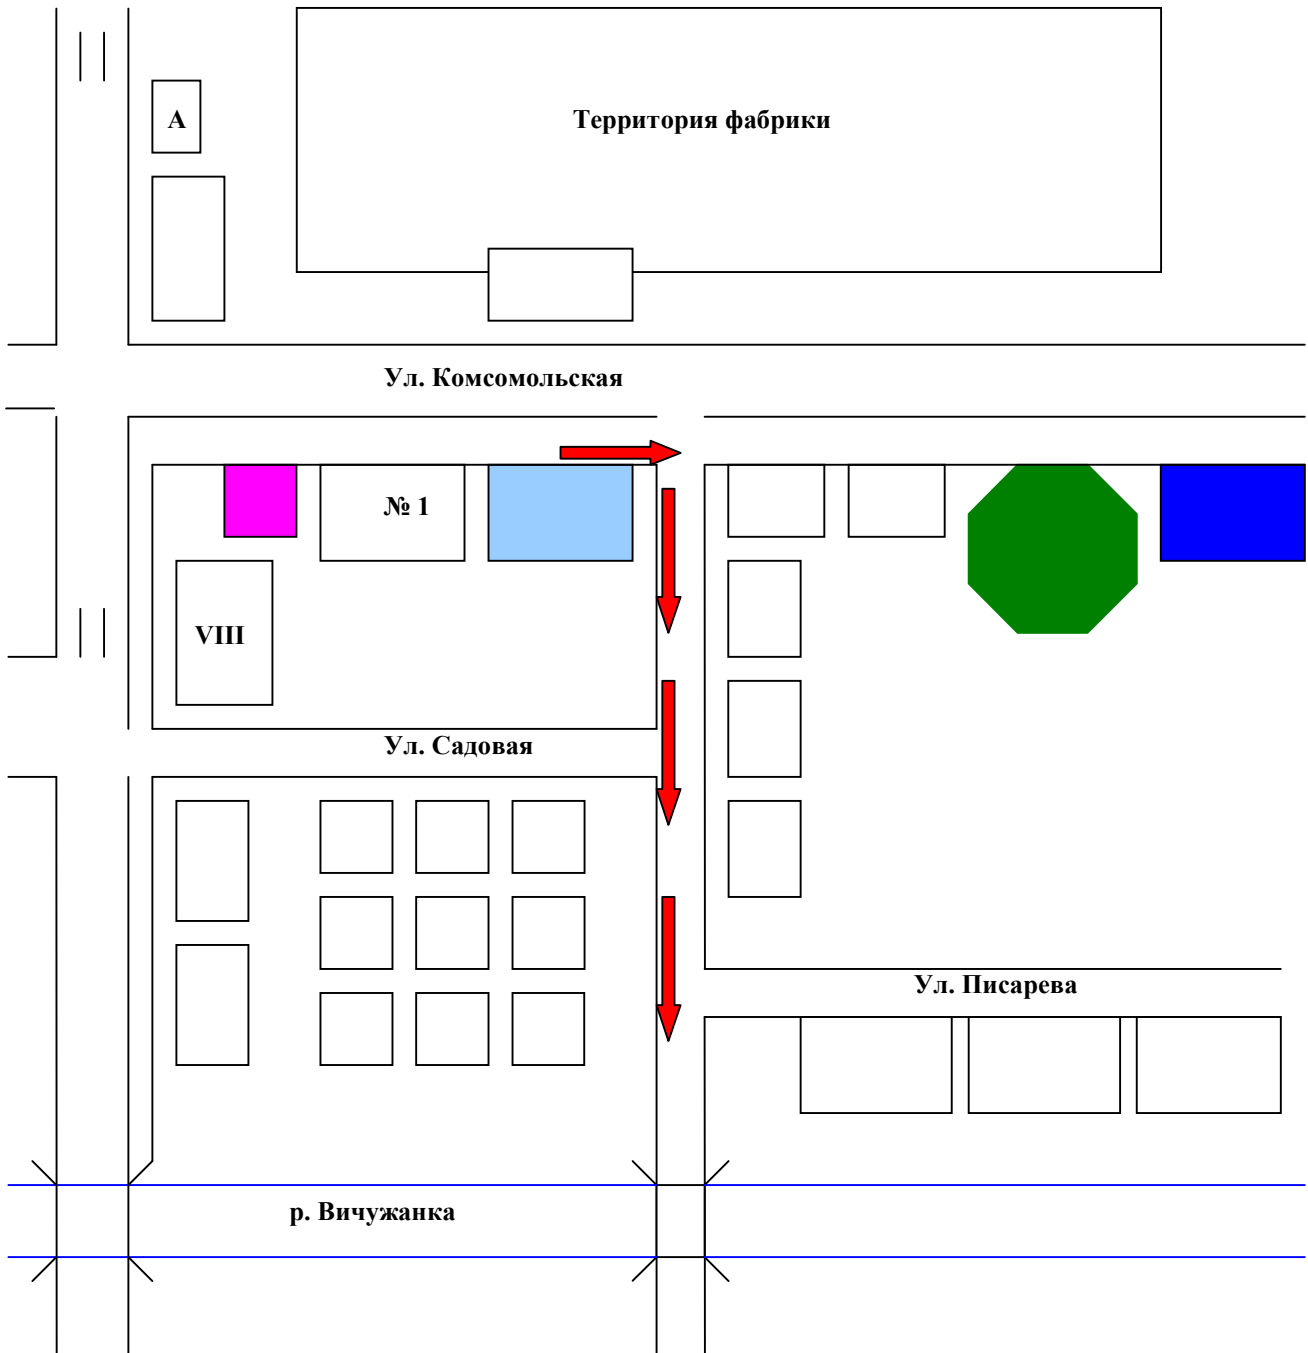 А
Территория фабрики
Ул. Комсомольская
№ 1
VIII
Ул. Садовая
Ул. Писарева
р. Вичужанка